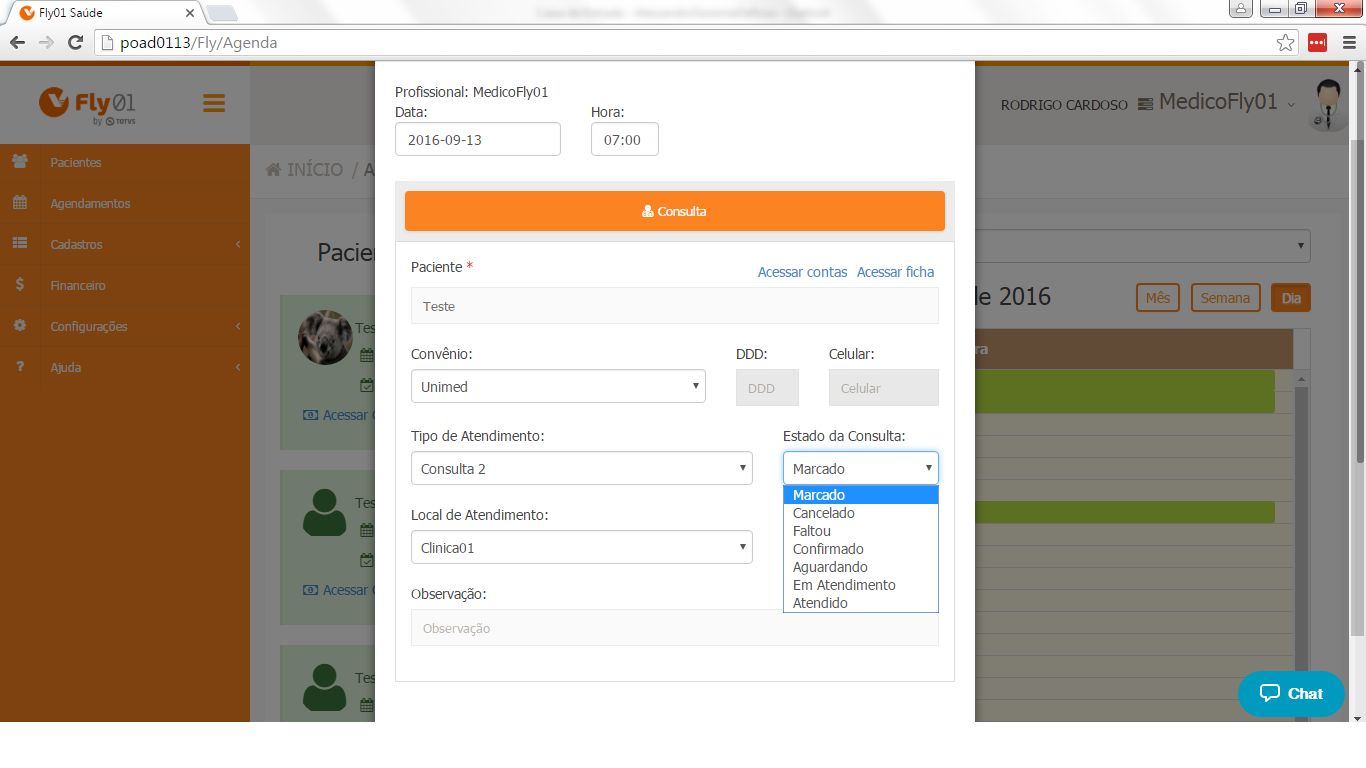 Fly01 Saúde
poad0113/Fly/Agenda
Fly01
by TOTVS
RODRIGO CARDOSO MedicoFly01
Pacientes
Agendamentos
Cadastros
Financeiro
Configurações
Ajuda
INÍCIO / A
Pacie
Tes
Acessar
Tes
Acessar
Tes
Profissional: MedicoFly01
Data: Hora:
2016-09-13 07:00
Consulta
Paciente * Acessar contas Acessar ficha
Teste
Convênio: DDD: Celular:
Unimed DDD Celular
Tipo de Atendimento: Estado da Consulta:
Consulta 2 Marcado
Marcado
Cancelado
Faltou
Confirmado
Aguardando
Em Atendimento
Atendido
Local de Atendimento:
Clinica01
Observação:
Observação
de 2016 Mês Semana Dia
ra
Chat